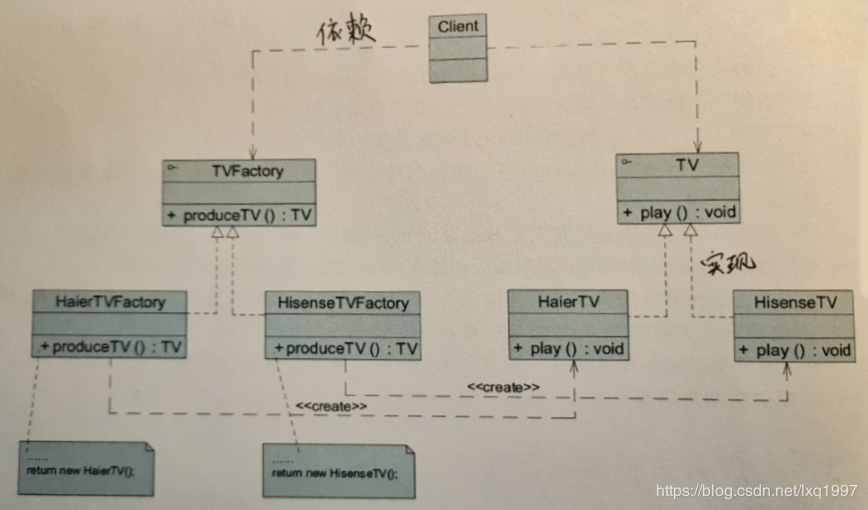 依赖
Client
TVFactory
+ produceTV () : TV
TV
+ play () : void
实现
HaierTVFactory
+ produceTV () : TV
HisenseTVFactory
+ produceTV () : TV
HaierTV
+ play () : void
HisenseTV
+ play () : void
<<create>>
<<create>>
......
return new HaierTV();
......
return new HisenseTV();
https://blog.csdn.net/lxq1997